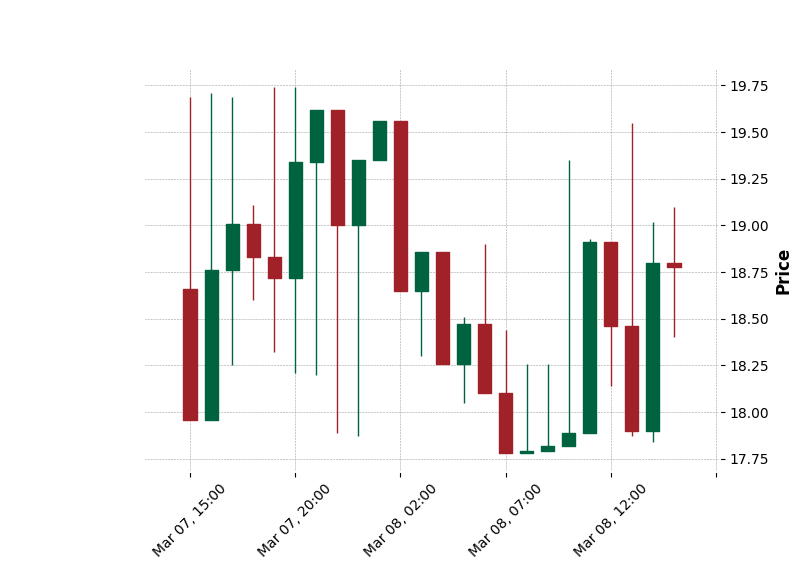 19.75
19.50
19.25
19.00
18.75
18.50
18.25
18.00
17.75
Price
Mar 07, 15:00
Mar 07, 20:00
Mar 08, 02:00
Mar 08, 07:00
Mar 08, 12:00